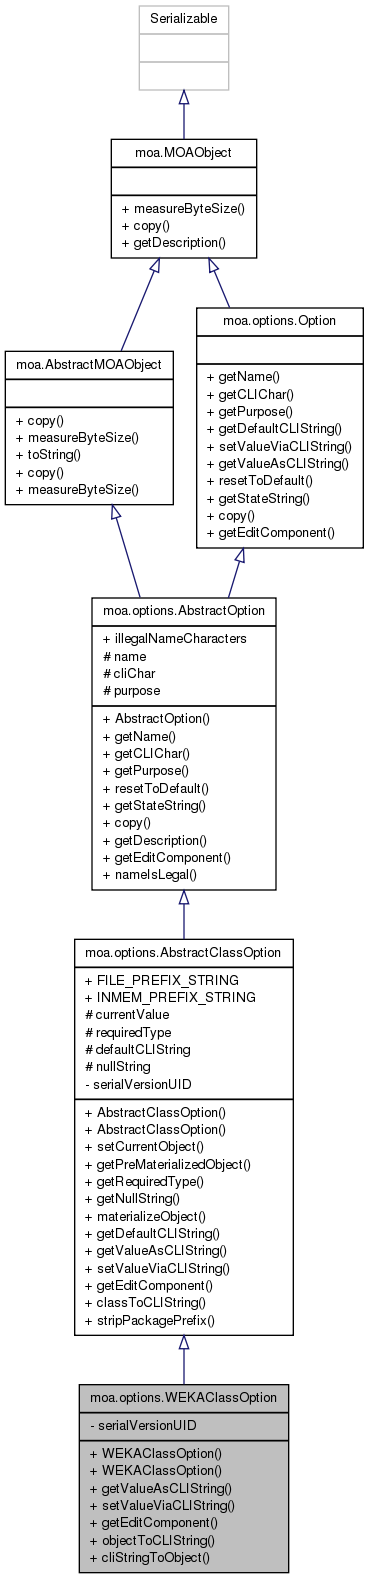 Serializable
moa.MOAObject
+ measureByteSize()
+ copy()
+ getDescription()
moa.options.Option
+ getName()
+ getCLIChar()
+ getPurpose()
+ getDefaultCLIString()
+ setValueViaCLIString()
+ getValueAsCLIString()
+ resetToDefault()
+ getStateString()
+ copy()
+ getEditComponent()
moa.AbstractMOAObject
+ copy()
+ measureByteSize()
+ toString()
+ copy()
+ measureByteSize()
moa.options.AbstractOption
+ illegalNameCharacters
# name
# cliChar
# purpose
+ AbstractOption()
+ getName()
+ getCLIChar()
+ getPurpose()
+ resetToDefault()
+ getStateString()
+ copy()
+ getDescription()
+ getEditComponent()
+ nameIsLegal()
moa.options.AbstractClassOption
+ FILE_PREFIX_STRING
+ INMEM_PREFIX_STRING
# currentValue
# requiredType
# defaultCLIString
# nullString
- serialVersionUID
+ AbstractClassOption()
+ AbstractClassOption()
+ setCurrentObject()
+ getPreMaterializedObject()
+ getRequiredType()
+ getNullString()
+ materializeObject()
+ getDefaultCLIString()
+ getValueAsCLIString()
+ setValueViaCLIString()
+ getEditComponent()
+ classToCLIString()
+ stripPackagePrefix()
moa.options.WEKAClassOption
- serialVersionUID
+ WEKAClassOption()
+ WEKAClassOption()
+ getValueAsCLIString()
+ setValueViaCLIString()
+ getEditComponent()
+ objectToCLIString()
+ cliStringToObject()